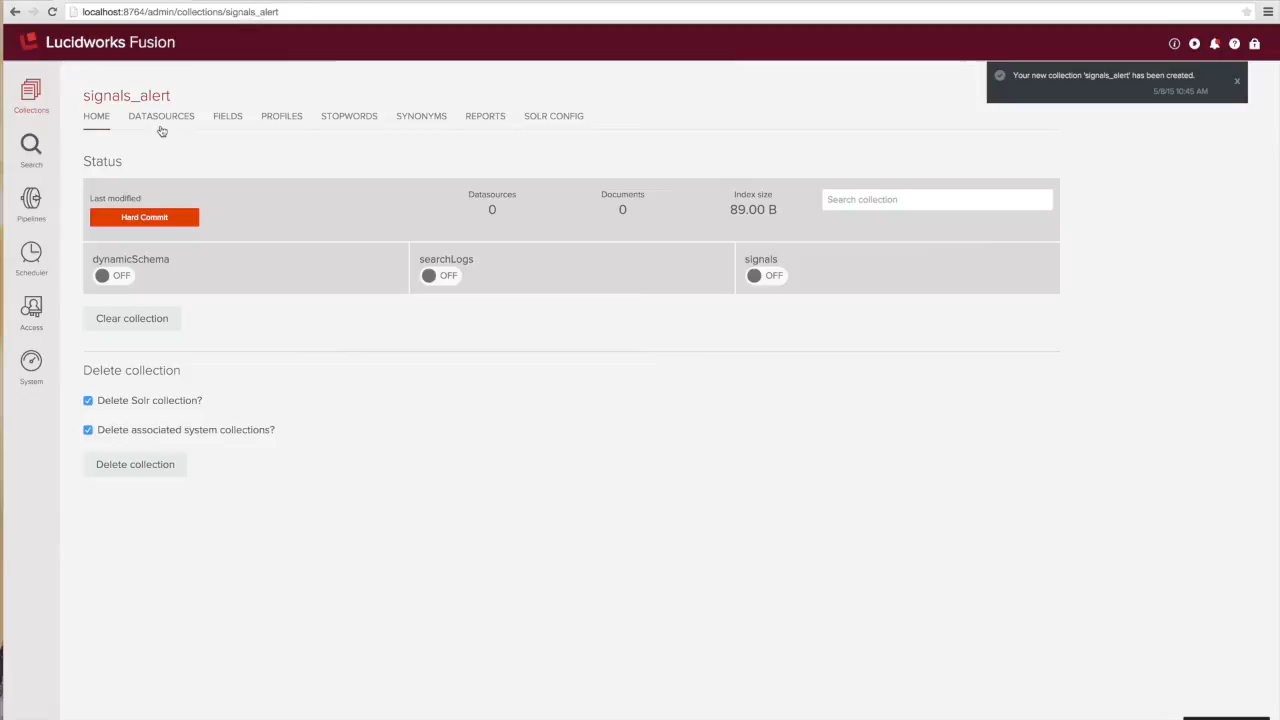 localhost:8764/admin/collections/signals_alert
Lucidworks Fusion
Your new collection 'signals_alert' has been created.
5/8/15 10:45 AM
x
Collections
Search
Pipelines
Scheduler
Access
System
signals_alert
HOME DATASOURCES FIELDS PROFILES STOPWORDS SYNONYMS REPORTS SOLR CONFIG
Status
Last modified
Hard Commit
Datasources
0
Documents
0
Index size
89.00 B
Search collection
dynamicSchema
OFF
searchLogs
OFF
signals
OFF
Clear collection
Delete collection
Delete Solr collection?
Delete associated system collections?
Delete collection